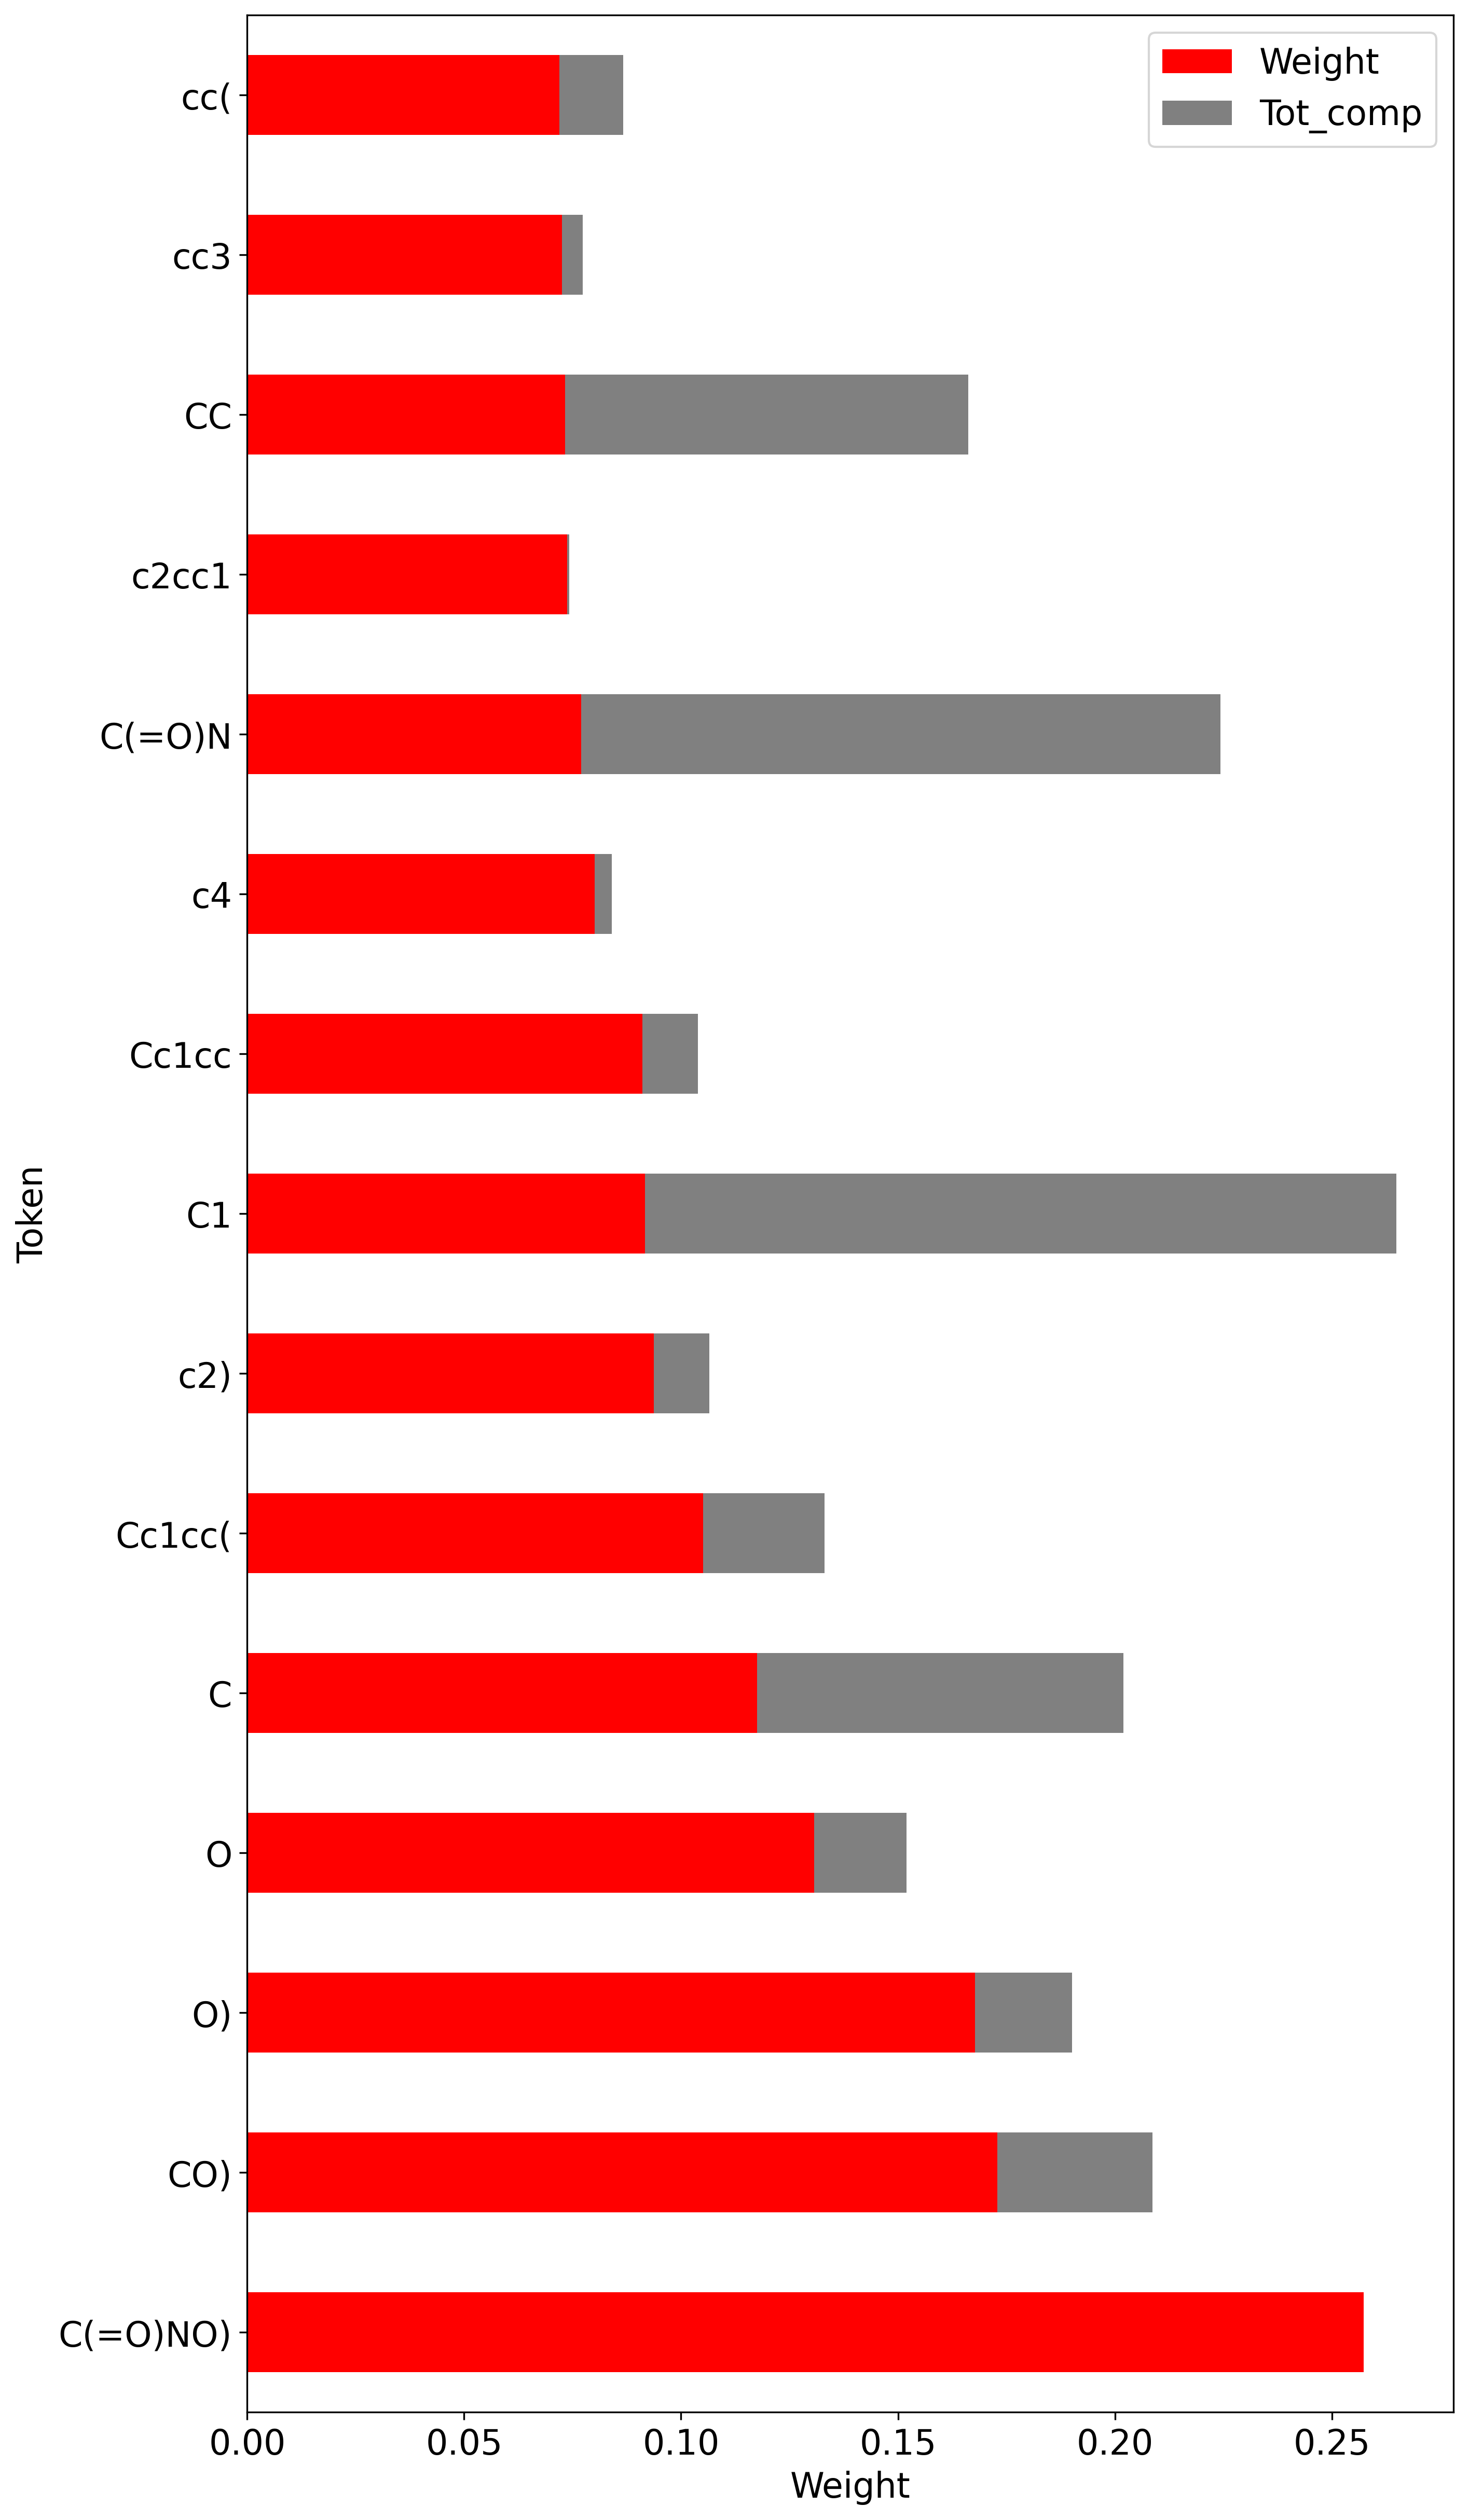 Weight
Tot_comp
cc(
cc3
CC
c2cc1
C(=O)N
c4
Cc1cc
C1
c2)
Cc1cc(
C
O
O)
CO)
C(=O)NO)
Token
0.00 0.05 0.10 0.15 0.20 0.25
Weight